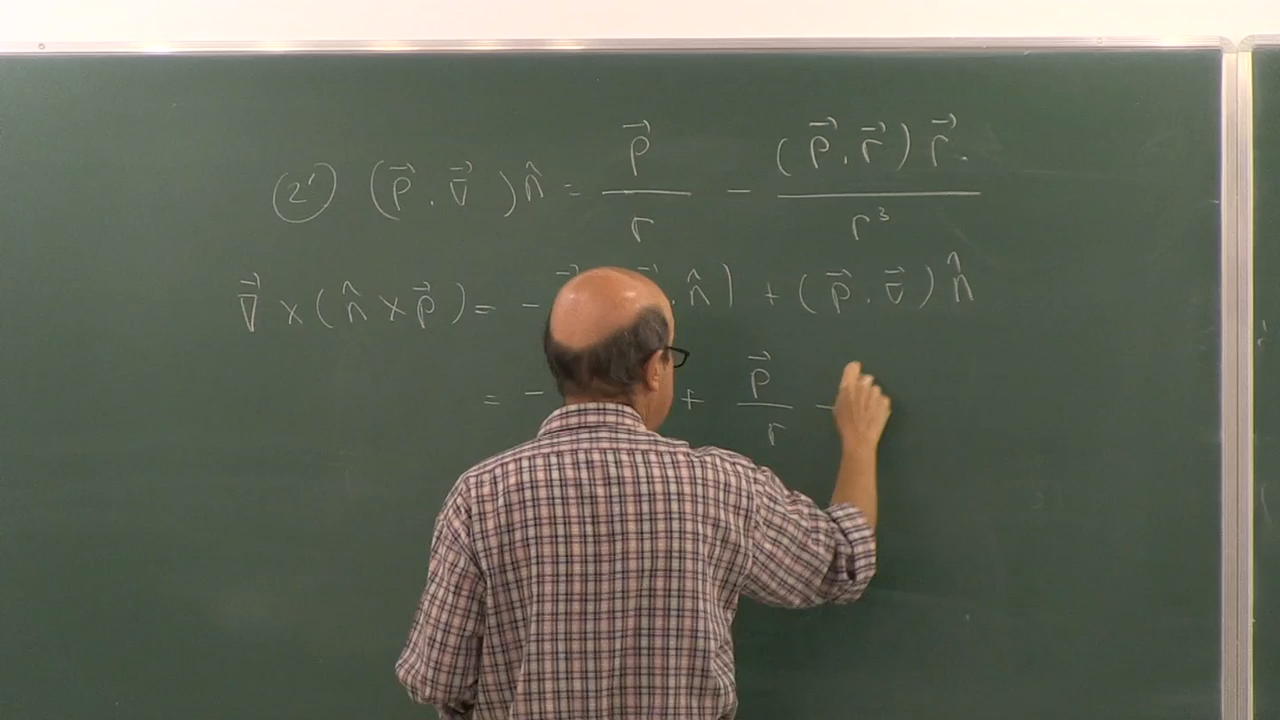 (2') (p⃗ . ∇⃗ ) n̂ = p⃗ / r − (p⃗ . r⃗) r⃗ / r³
∇⃗ × ( n̂ × p⃗ ) = − . n̂ ) + ( p⃗ . ∇⃗ ) n̂
= − + p⃗ / r −